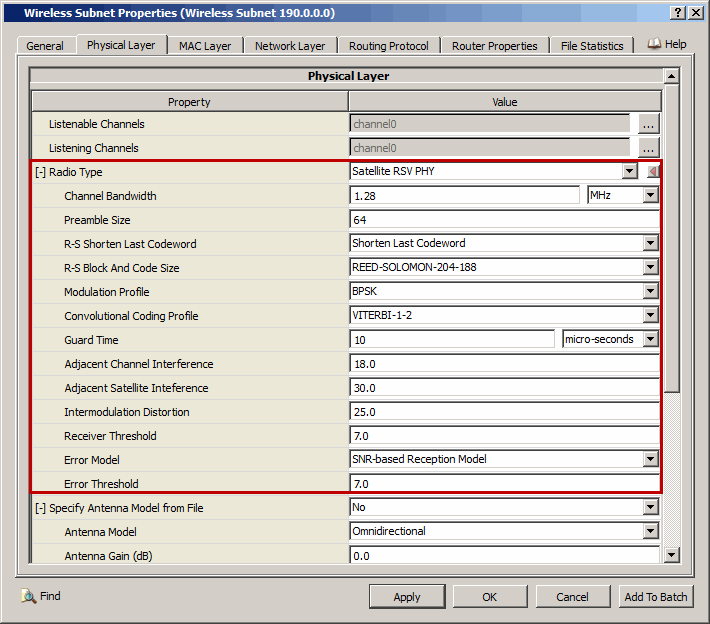 Wireless Subnet Properties (Wireless Subnet 190.0.0.0)
General Physical Layer MAC Layer Network Layer Routing Protocol Router Properties File Statistics Help
Physical Layer
Property Value
Listenable Channels channel0 ...
Listening Channels channel0 ...
[-] Radio Type Satellite RSV PHY
Channel Bandwidth 1.28 MHz
Preamble Size 64
R-S Shorten Last Codeword Shorten Last Codeword
R-S Block And Code Size REED-SOLOMON-204-188
Modulation Profile BPSK
Convolutional Coding Profile VITERBI-1-2
Guard Time 10 micro-seconds
Adjacent Channel Interference 18.0
Adjacent Satellite Inteference 30.0
Intermodulation Distortion 25.0
Receiver Threshold 7.0
Error Model SNR-based Reception Model
Error Threshold 7.0
[-] Specify Antenna Model from File No
Antenna Model Omnidirectional
Antenna Gain (dB) 0.0
Find Apply OK Cancel Add To Batch